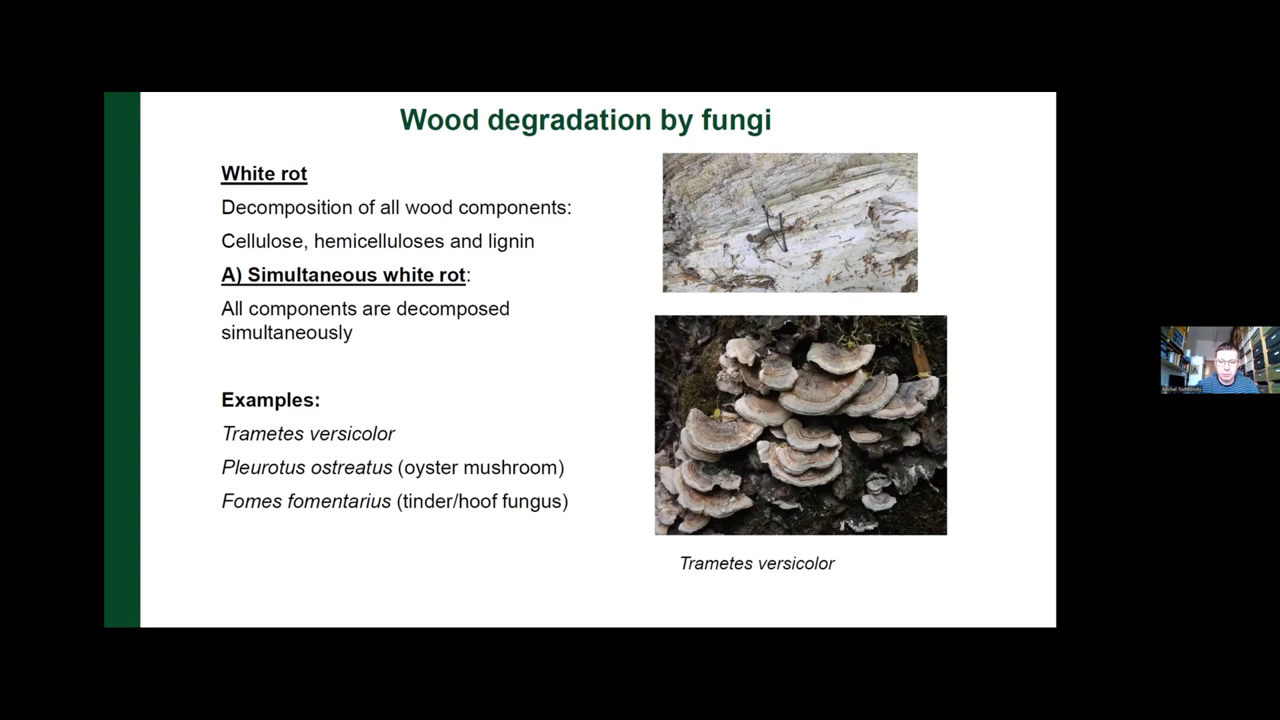 Wood degradation by fungi
White rot
Decomposition of all wood components:
Cellulose, hemicelluloses and lignin
A) Simultaneous white rot:
All components are decomposed
simultaneously
Examples:
Trametes versicolor
Pleurotus ostreatus (oyster mushroom)
Fomes fomentarius (tinder/hoof fungus)
Trametes versicolor